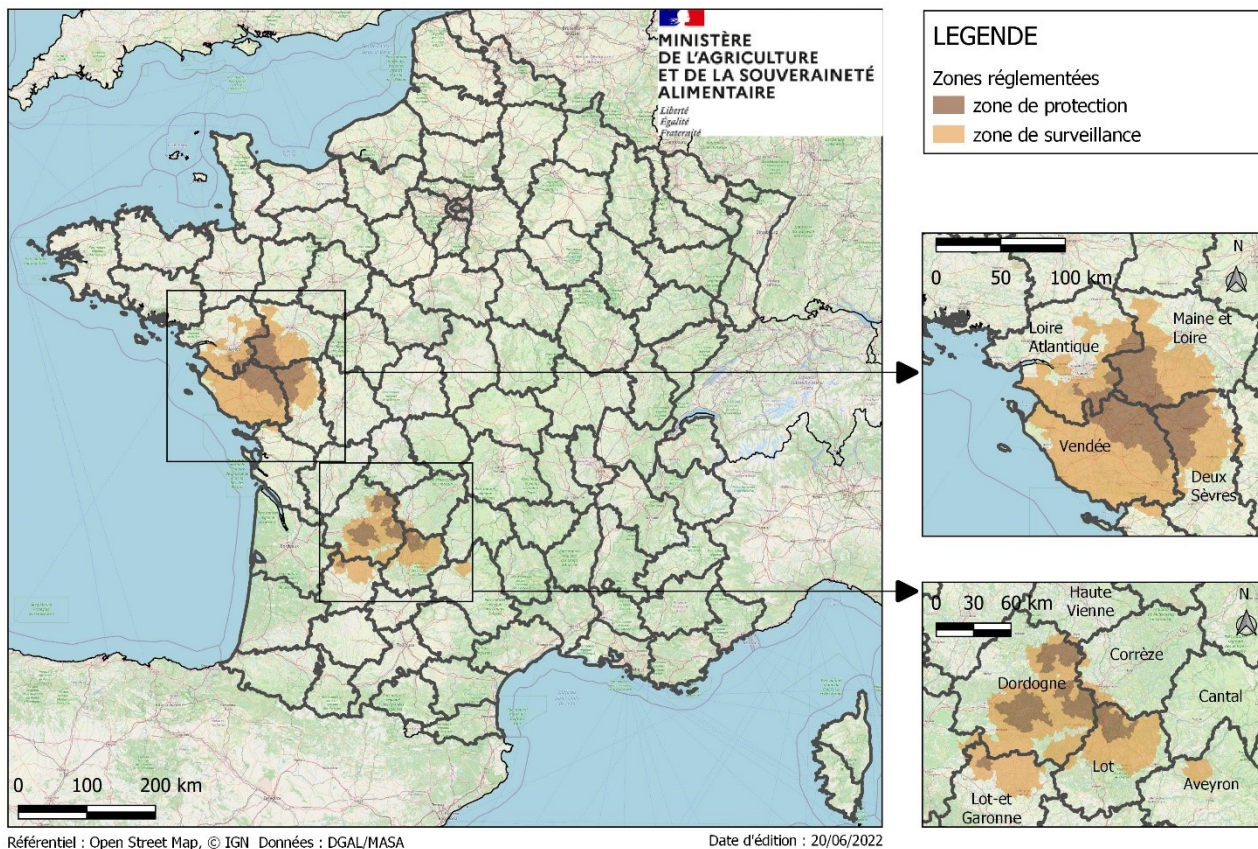 MINISTÈRE
DE L'AGRICULTURE
ET DE LA SOUVERAINETÉ
ALIMENTAIRE
Liberté
Égalité
Fraternité
LEGENDE
Zones réglementées
zone de protection
zone de surveillance
0 50 100 km
N
Loire
Atlantique
Maine et
Loire
Vendée
Deux
Sèvres
0 30 60 km
N
Haute
Vienne
Corrèze
Dordogne
Cantal
Lot
Aveyron
Lot-et
Garonne
0 100 200 km
Référentiel : Open Street Map, © IGN Données : DGAL/MASA
Date d'édition : 20/06/2022